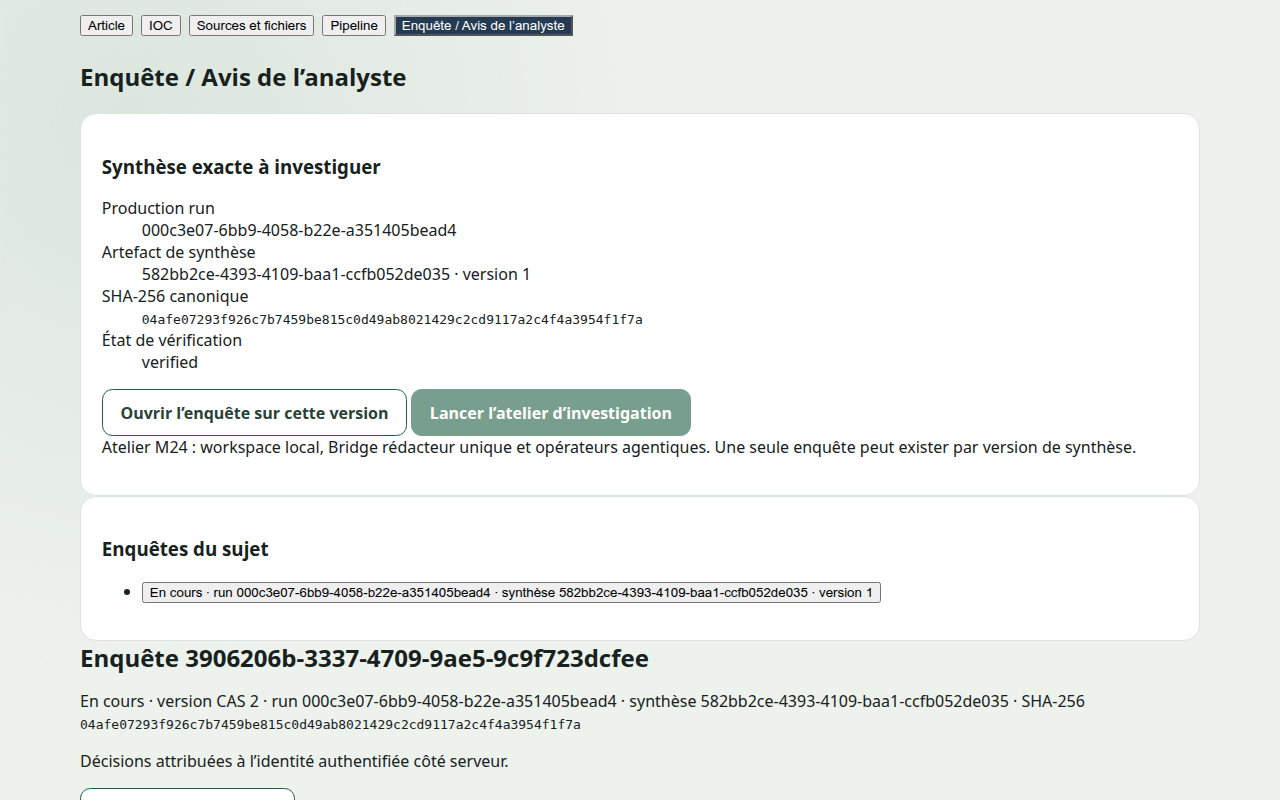 Article IOC Sources et fichiers Pipeline Enquête / Avis de l’analyste
Enquête / Avis de l’analyste
Synthèse exacte à investiguer
Production run
000c3e07-6bb9-4058-b22e-a351405bead4
Artefact de synthèse
582bb2ce-4393-4109-baa1-ccfb052de035 · version 1
SHA-256 canonique
04afe07293f926c7b7459be815c0d49ab8021429c2cd9117a2c4f4a3954f1f7a
État de vérification
verified
Ouvrir l’enquête sur cette version Lancer l’atelier d’investigation
Atelier M24 : workspace local, Bridge rédacteur unique et opérateurs agentiques. Une seule enquête peut exister par version de synthèse.
Enquêtes du sujet
En cours · run 000c3e07-6bb9-4058-b22e-a351405bead4 · synthèse 582bb2ce-4393-4109-baa1-ccfb052de035 · version 1
Enquête 3906206b-3337-4709-9ae5-9c9f723dcfee
En cours · version CAS 2 · run 000c3e07-6bb9-4058-b22e-a351405bead4 · synthèse 582bb2ce-4393-4109-baa1-ccfb052de035 · SHA-256
04afe07293f926c7b7459be815c0d49ab8021429c2cd9117a2c4f4a3954f1f7a
Décisions attribuées à l’identité authentifiée côté serveur.